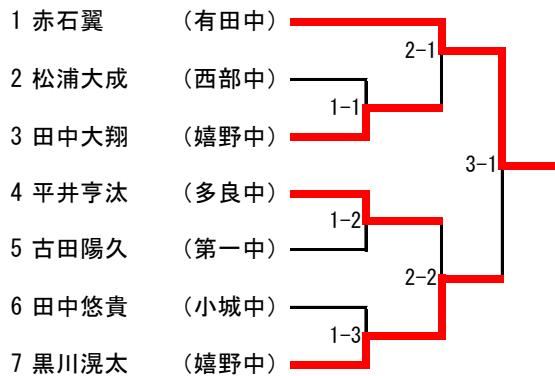 1 赤石翼 （有田中）
2-1
2 松浦大成 （西部中）
1-1
3 田中大翔 （嬉野中）
3-1
4 平井亨汰 （多良中）
1-2
5 古田陽久 （第一中）
2-2
6 田中悠貴 （小城中）
1-3
7 黒川滉太 （嬉野中）